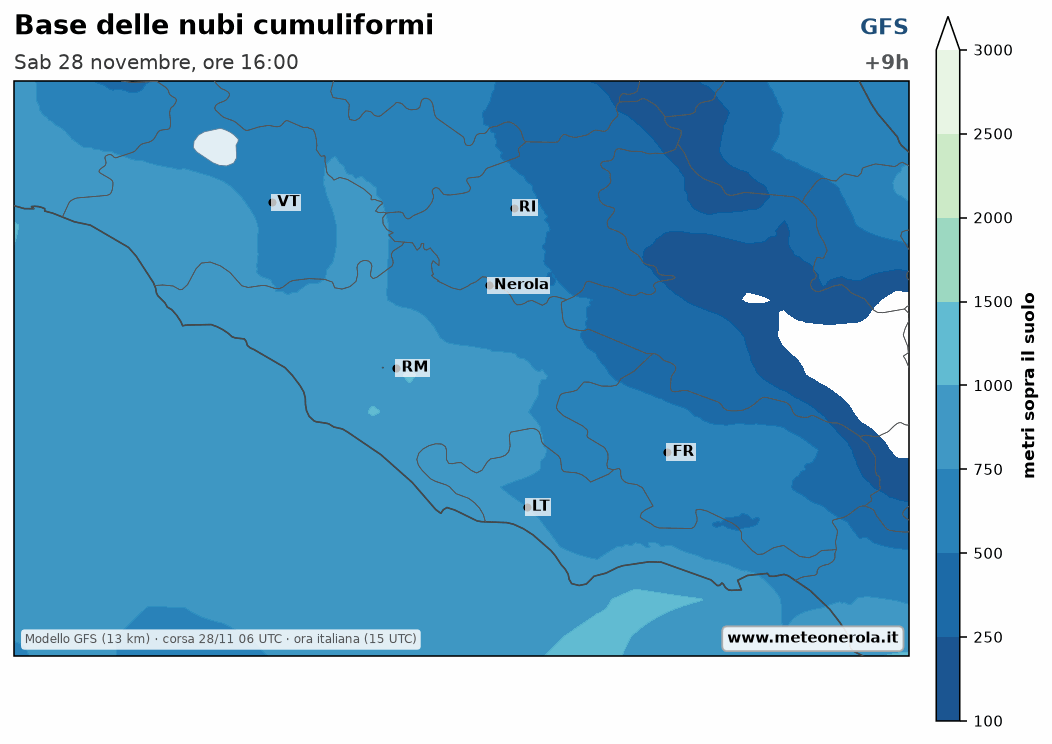 Base delle nubi cumuliformi
GFS
Sab 28 novembre, ore 16:00
+9h
3000
2500
2000
1500
1000
750
500
250
100
metri sopra il suolo
VT
RI
Nerola
RM
FR
LT
Modello GFS (13 km) · corsa 28/11 06 UTC · ora italiana (15 UTC)
www.meteonerola.it